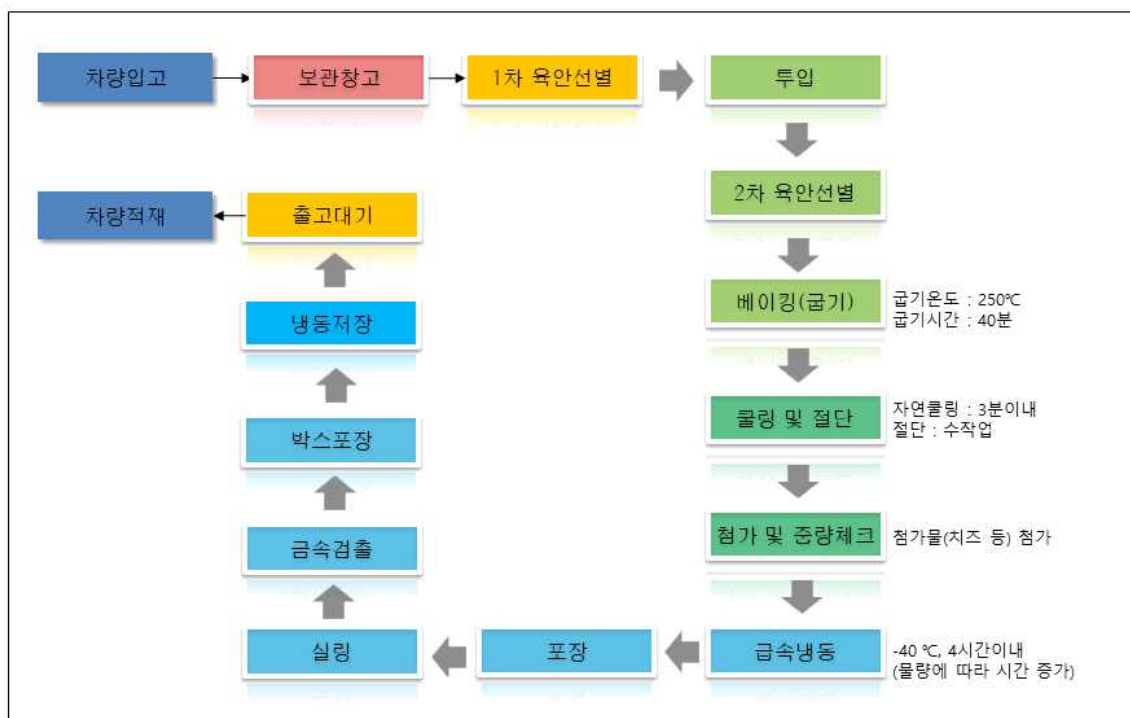 차량입고
보관창고
1차 육안선별
투입
2차 육안선별
베이킹(굽기)
굽기온도 : 250℃
굽기시간 : 40분
쿨링 및 절단
자연쿨링 : 3분이내
절단 : 수작업
첨가 및 중량체크
첨가물(치즈 등) 첨가
급속냉동
-40 ℃, 4시간이내
(물량에 따라 시간 증가)
포장
실링
금속검출
박스포장
냉동저장
출고대기
차량적재